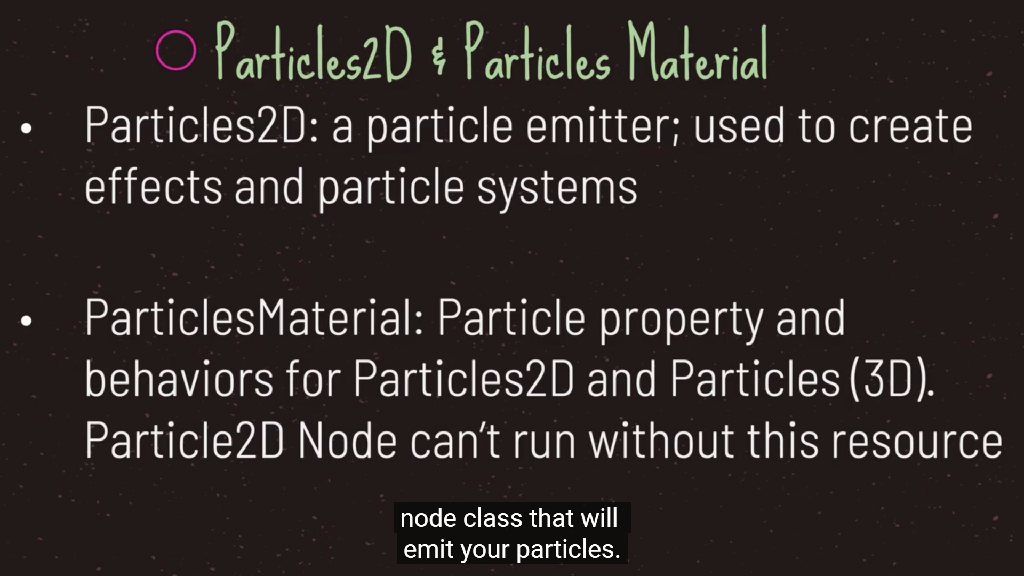 Particles2D & Particles Material
• Particles2D: a particle emitter; used to create
effects and particle systems
• ParticlesMaterial: Particle property and
behaviors for Particles2D and Particles (3D).
Particle2D Node can't run without this resource
node class that will
emit your particles.